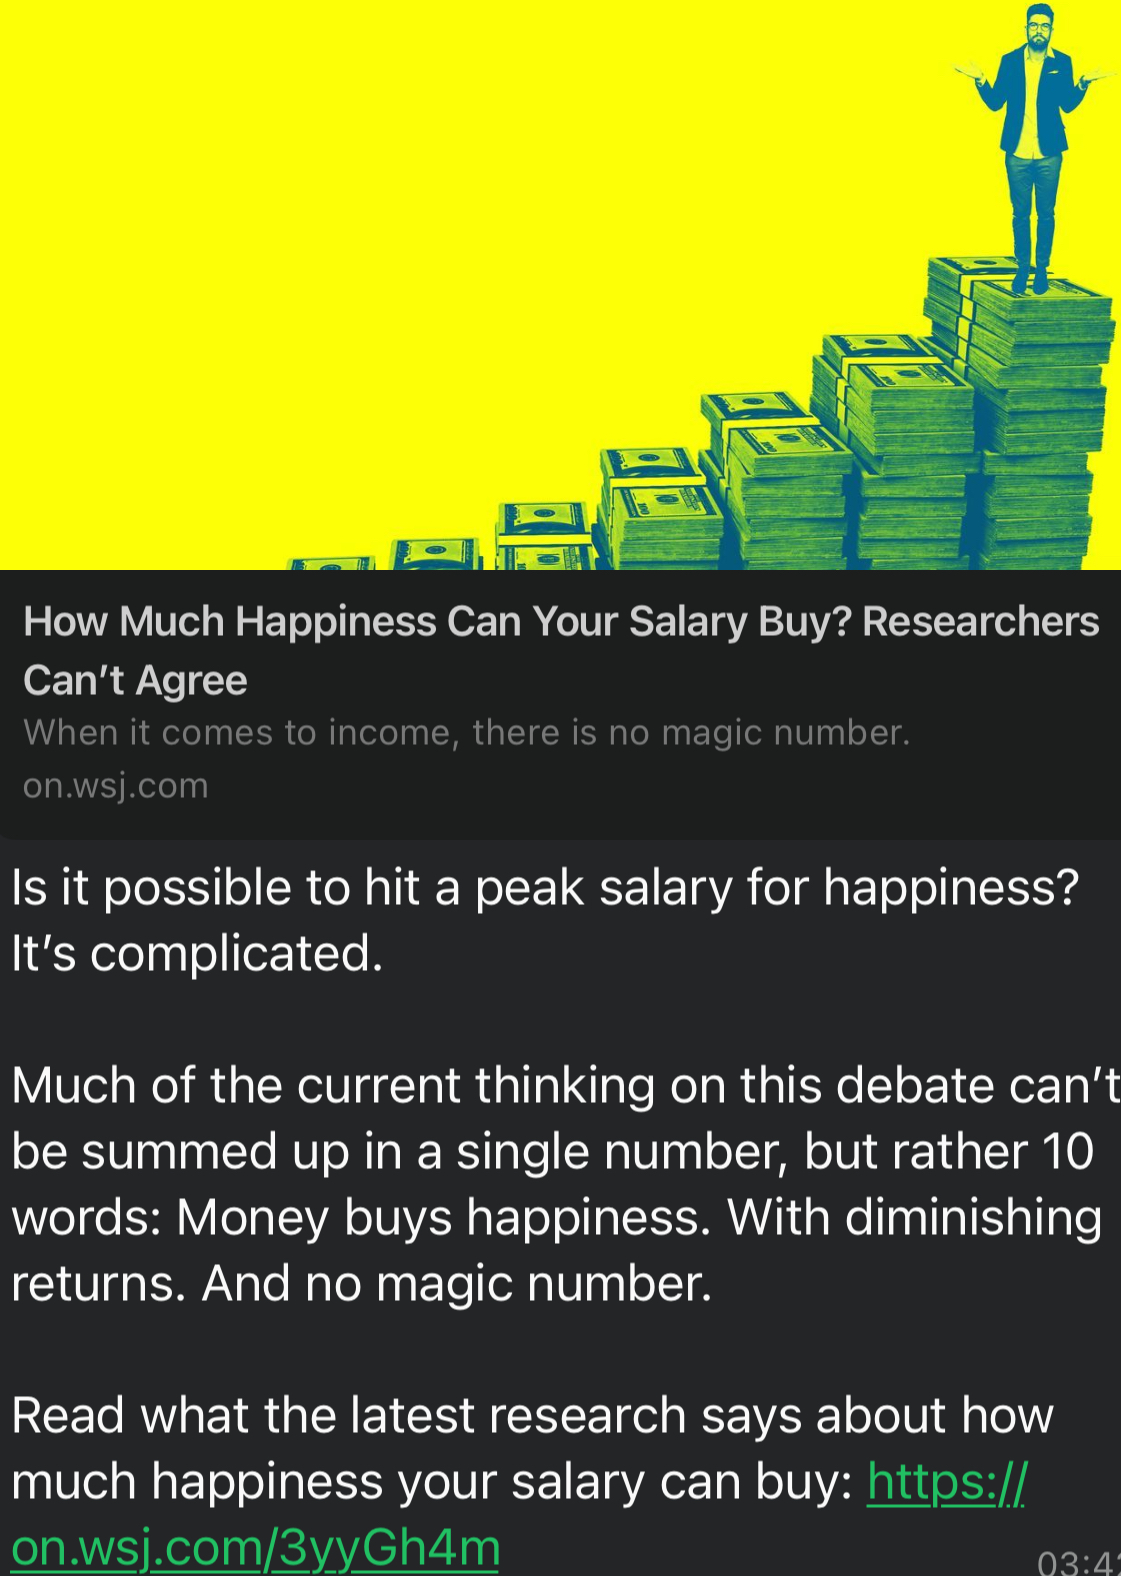 How Much Happiness Can Your Salary Buy? Researchers
Can’t Agree
When it comes to income, there is no magic number.
on.wsj.com
Is it possible to hit a peak salary for happiness?
It’s complicated.
Much of the current thinking on this debate can’t
be summed up in a single number, but rather 10
words: Money buys happiness. With diminishing
returns. And no magic number.
Read what the latest research says about how
much happiness your salary can buy: https://
on.wsj.com/3yyGh4m